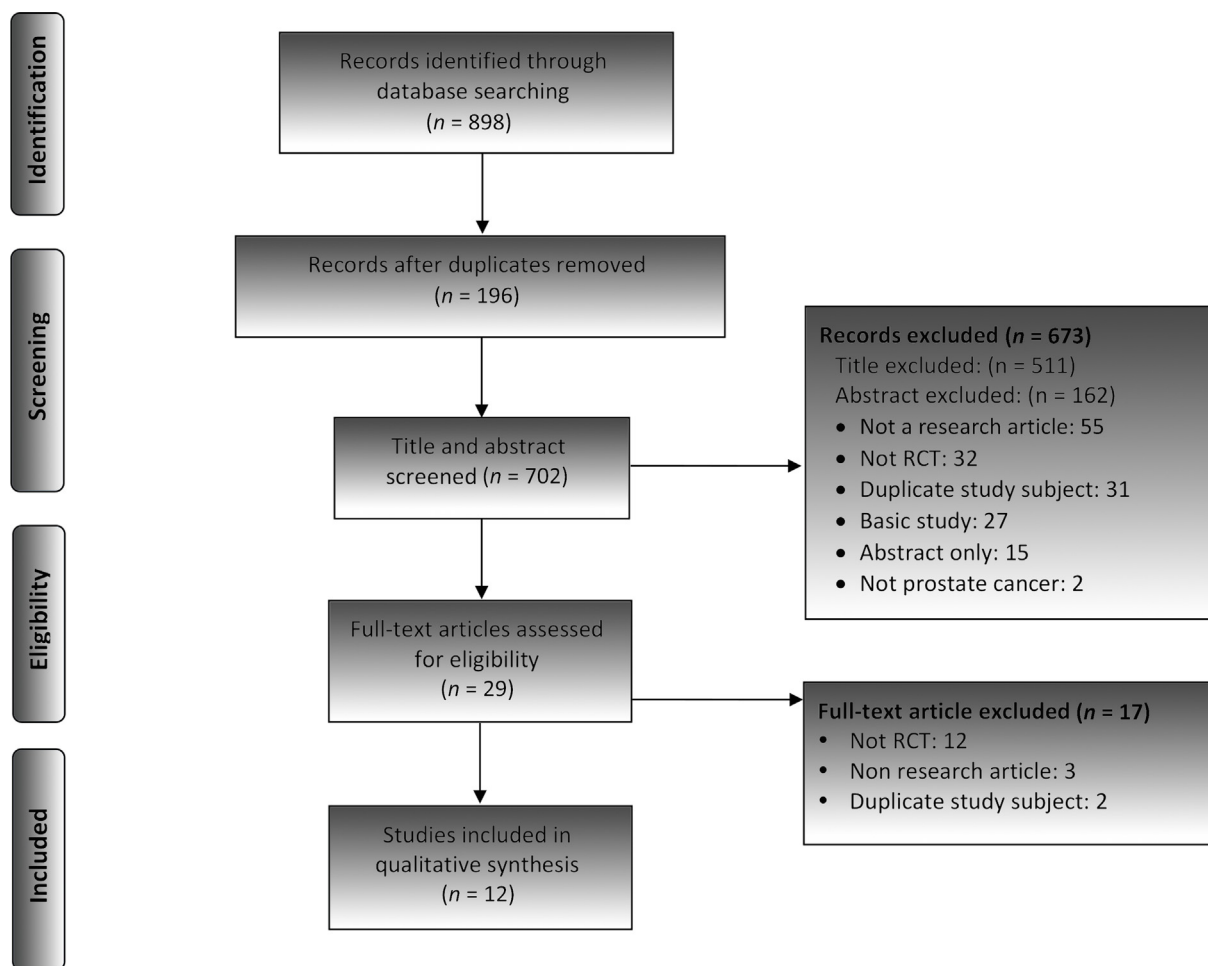 Identification
Records identified through
database searching
(n = 898)
Screening
Records after duplicates removed
(n = 196)
Title and abstract
screened (n = 702)
Records excluded (n = 673)
Title excluded: (n = 511)
Abstract excluded: (n = 162)
• Not a research article: 55
• Not RCT: 32
• Duplicate study subject: 31
• Basic study: 27
• Abstract only: 15
• Not prostate cancer: 2
Eligibility
Full-text articles assessed
for eligibility
(n = 29)
Full-text article excluded (n = 17)
• Not RCT: 12
• Non research article: 3
• Duplicate study subject: 2
Included
Studies included in
qualitative synthesis
(n = 12)